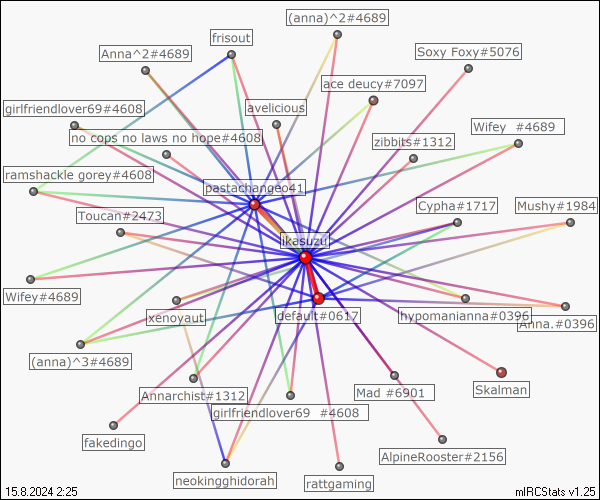 (anna)^2#4689
frisout
Anna^2#4689
Soxy Foxy#5076
ace deucy#7097
girlfriendlover69#4608
avelicious
Wifey #4689
no cops no laws no hope#4608
zibbits#1312
ramshackle gorey#4608
pastachangeo41
Toucan#2473
Cypha#1717
Mushy#1984
ikasuzu
Wifey#4689
xenoyaut
default#0617
hypomanianna#0396
Anna.#0396
(anna)^3#4689
Annarchist#1312
Mad #6901
Skalman
girlfriendlover69 #4608
fakedingo
AlpineRooster#2156
neokingghidorah
rattgaming
15.8.2024 2:25
mIRCStats v1.25